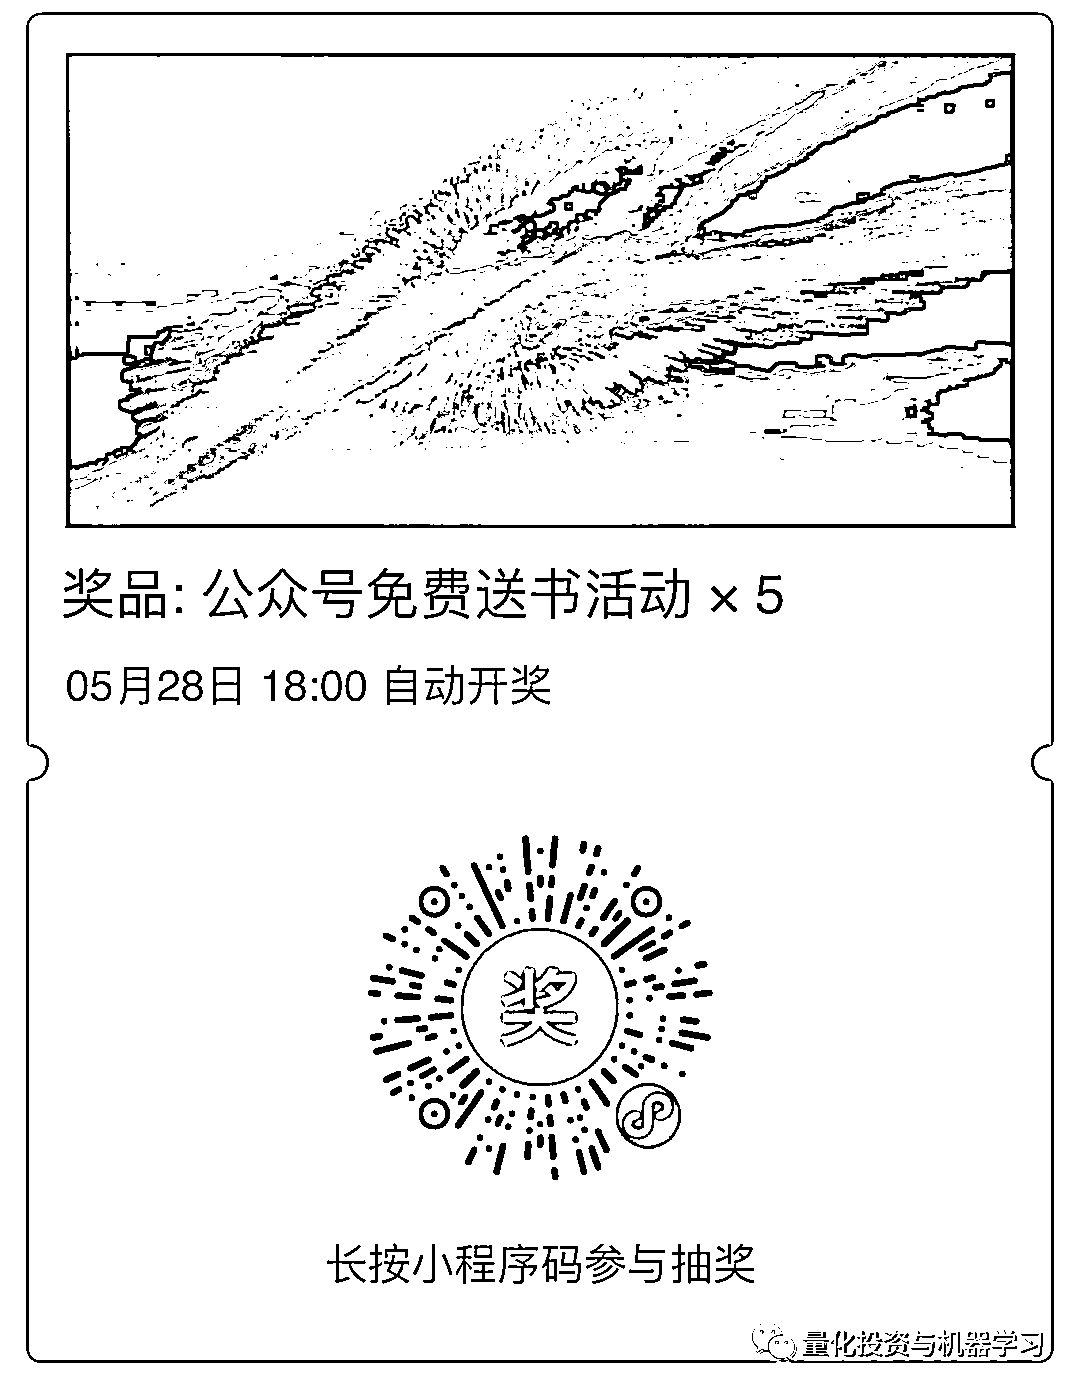 奖品: 公众号免费送书活动 × 5
05月28日 18:00 自动开奖
奖
长按小程序码参与抽奖
量化投资与机器学习